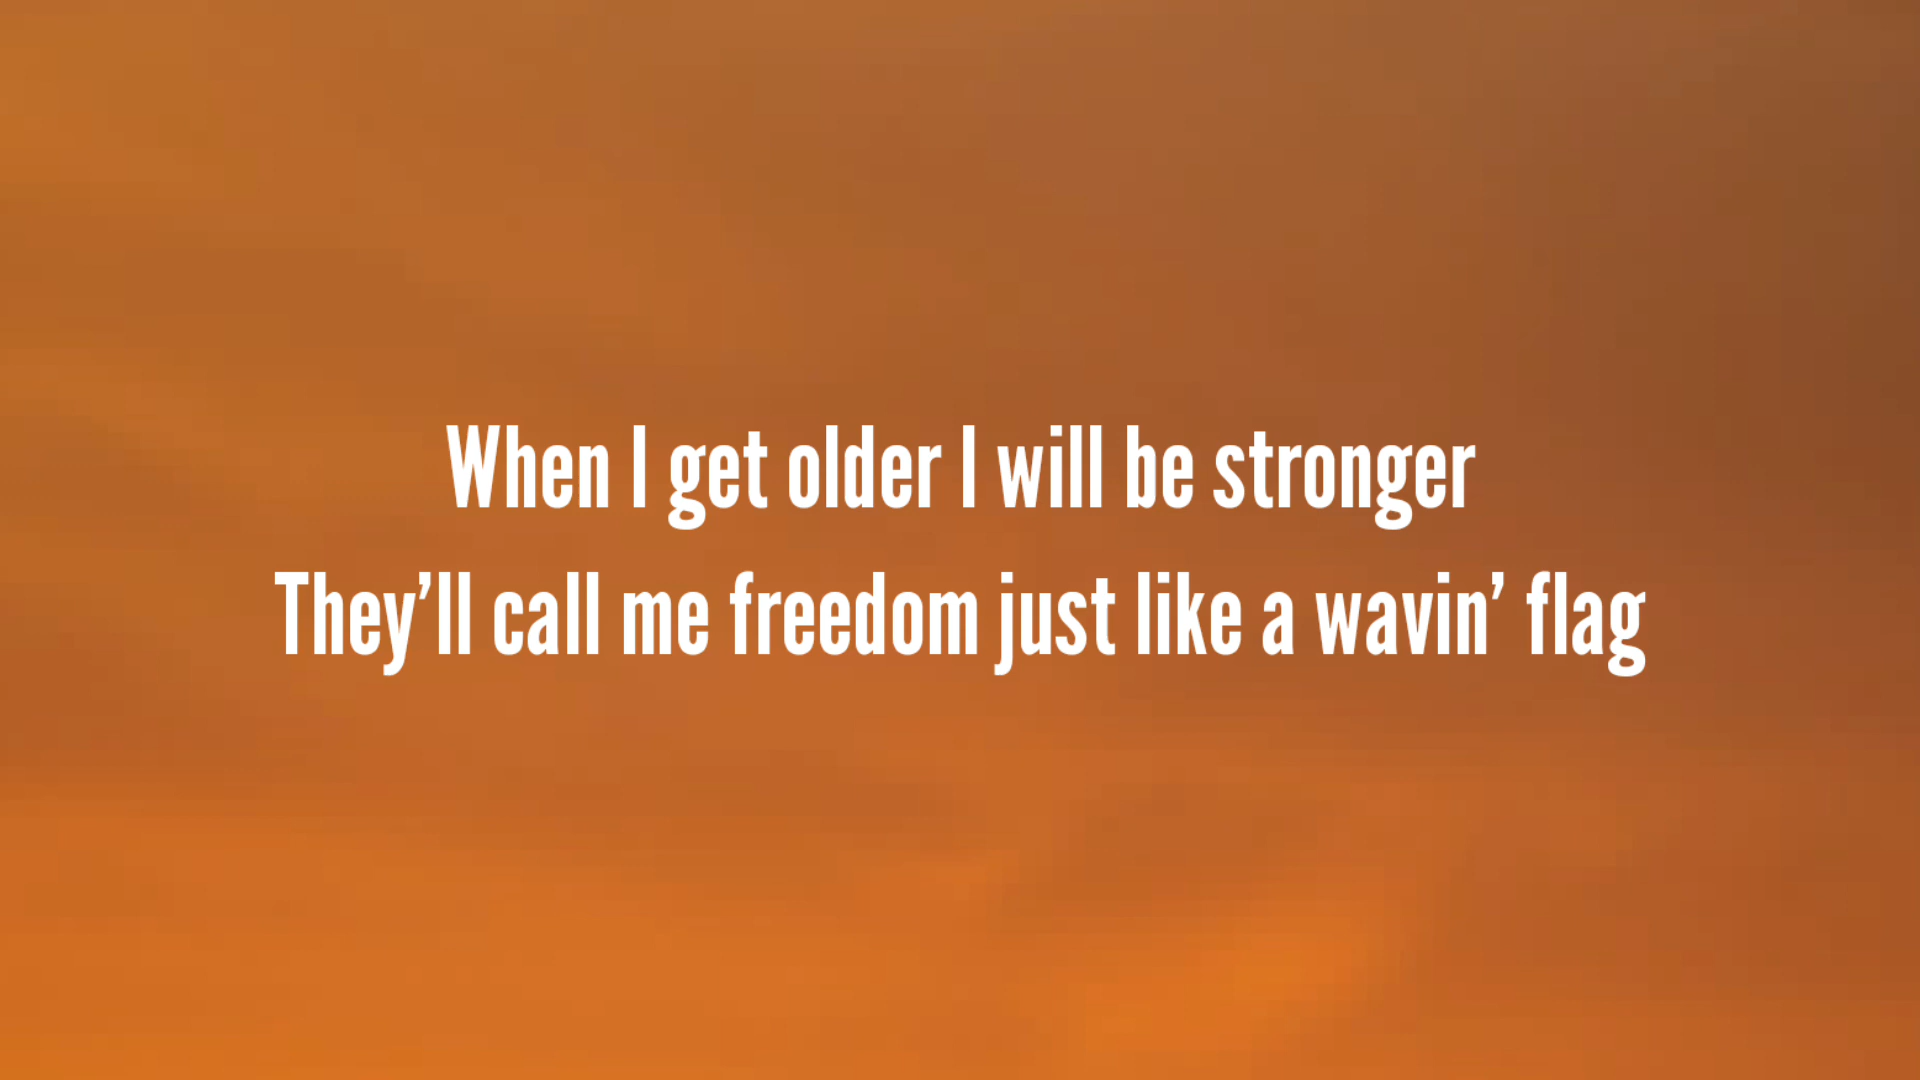 When I get older I will be stronger
They’ll call me freedom just like a wavin’ flag